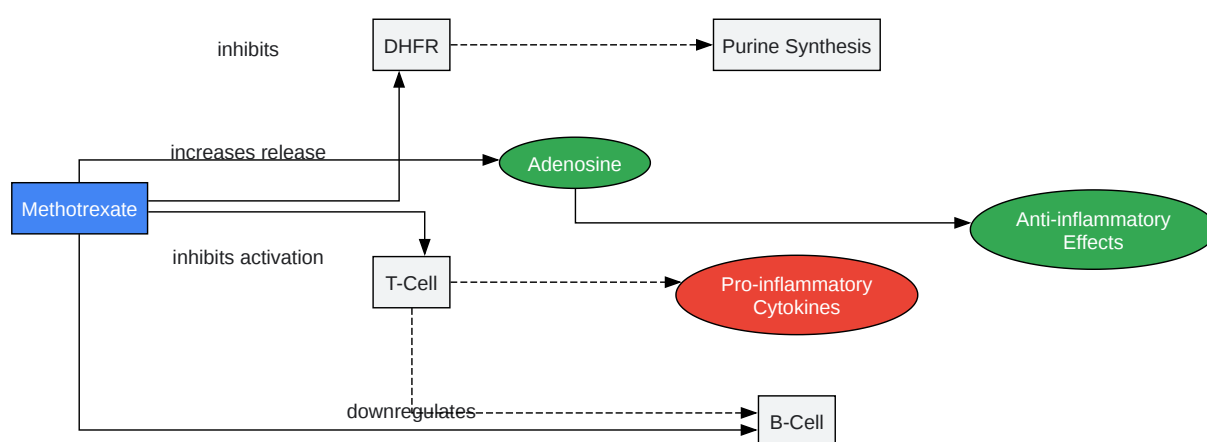 inhibits
DHFR
Purine Synthesis
increases release
Adenosine
Methotrexate
Anti-inflammatory
Effects
inhibits activation
T-Cell
Pro-inflammatory
Cytokines
downregulates
B-Cell